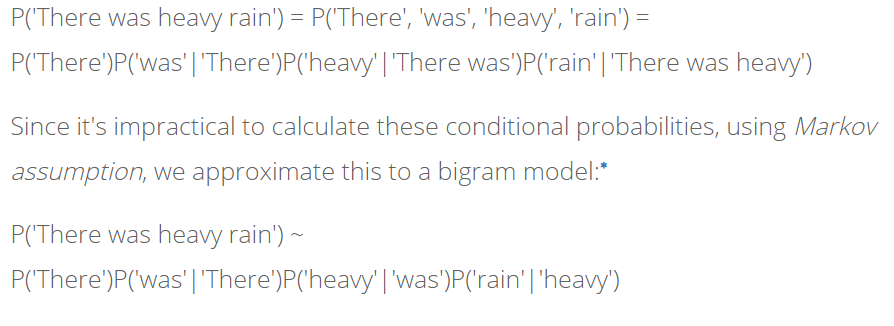 P('There was heavy rain') = P('There', 'was', 'heavy', 'rain') =
P('There')P('was'|'There')P('heavy'|'There was')P('rain'|'There was heavy')
Since it's impractical to calculate these conditional probabilities, using Markov
assumption, we approximate this to a bigram model:*
P('There was heavy rain') ~
P('There')P('was'|'There')P('heavy'|'was')P('rain'|'heavy')